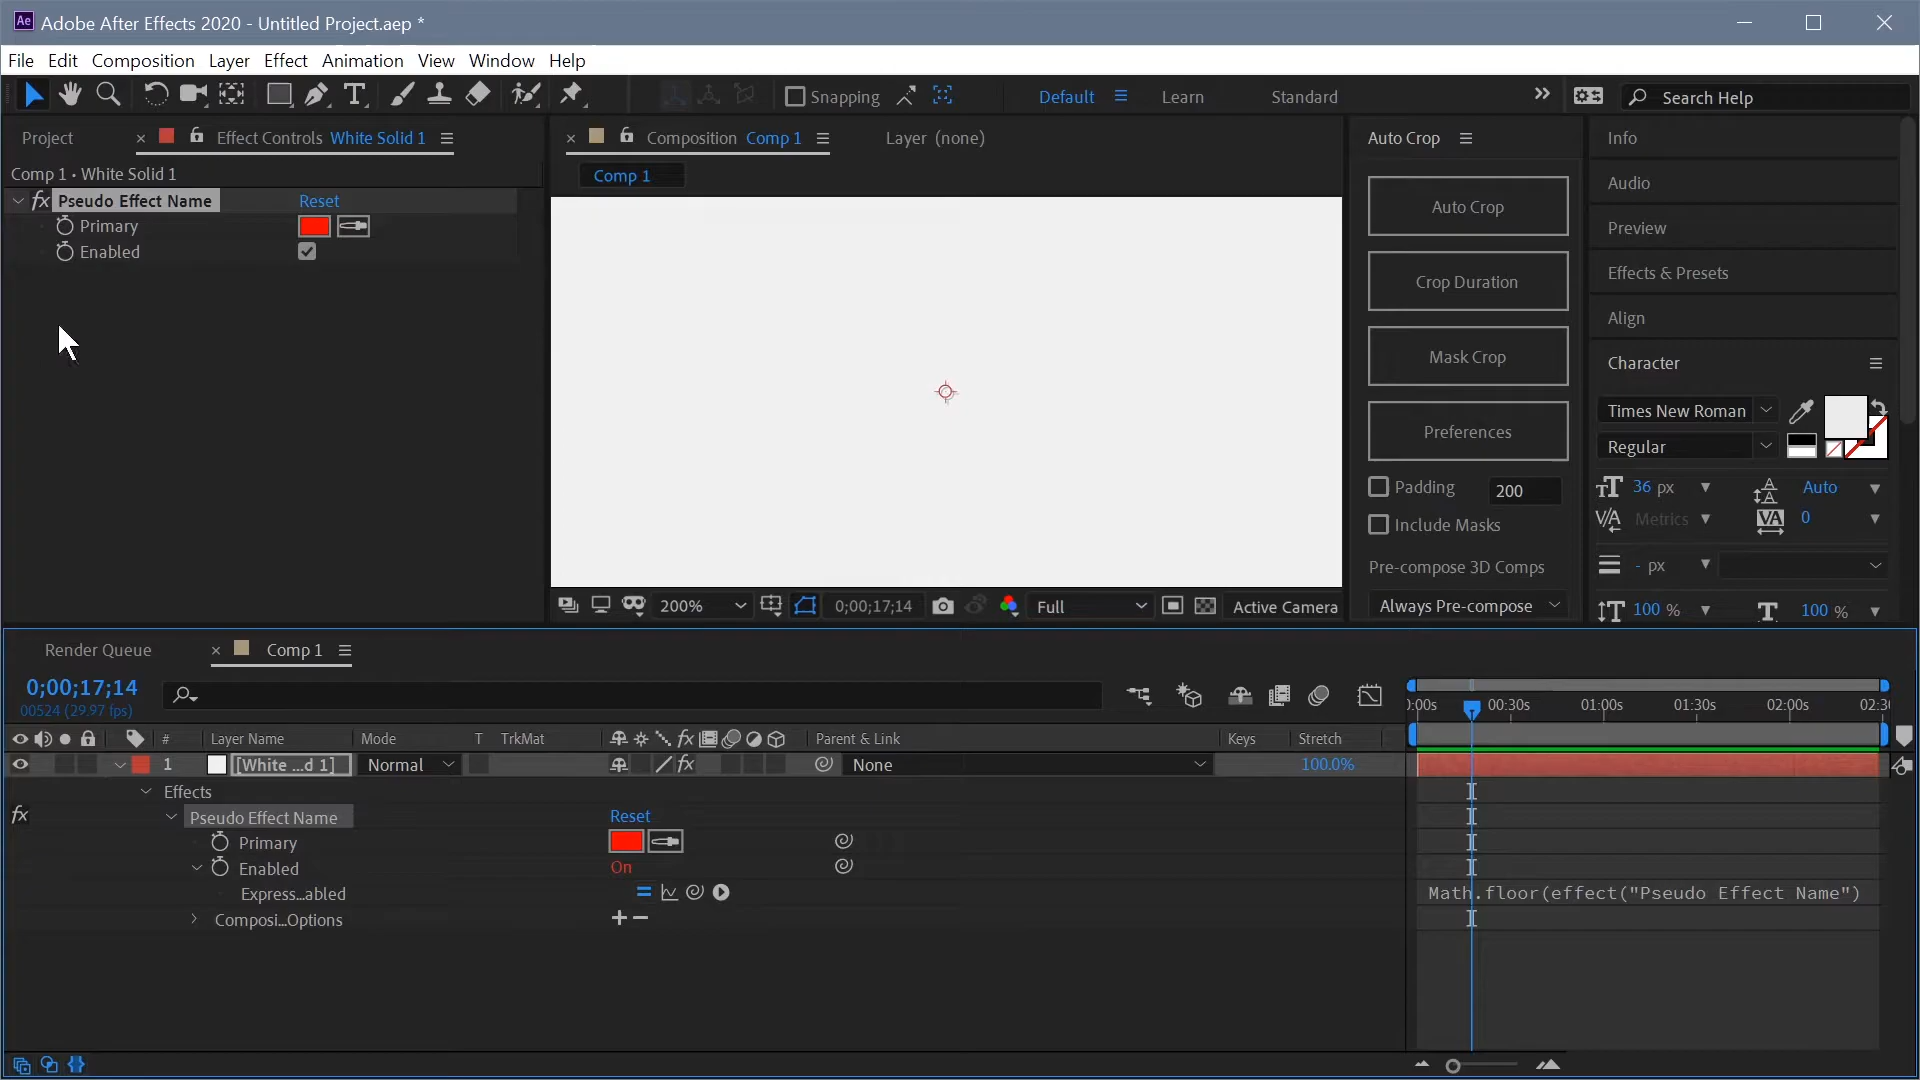 Ae Adobe After Effects 2020 - Untitled Project.aep *
File Edit Composition Layer Effect Animation View Window Help
Snapping Default Learn Standard Search Help
Project Effect Controls White Solid 1 Composition Comp 1 Layer (none) Auto Crop Info
Comp 1 • White Solid 1
Comp 1
fx Pseudo Effect Name Reset
Primary
Enabled
Auto Crop
Crop Duration
Mask Crop
Preferences
Padding 200
Include Masks
Pre-compose 3D Comps
Always Pre-compose
Audio
Preview
Effects & Presets
Align
Character
Times New Roman
Regular
36 px Auto
Metrics 0
- px
100 % 100 %
200% 0;00;17;14 Full Active Camera
Render Queue Comp 1
0;00;17;14
00524 (29.97 fps)
):00s 00:30s 01:00s 01:30s 02:00s 02:30
# Layer Name Mode T TrkMat fx Parent & Link Keys Stretch
1 [White ...d 1] Normal fx None 100.0%
Effects
fx Pseudo Effect Name Reset
Primary
Enabled On
Express...abled Math.floor(effect("Pseudo Effect Name")
Composi...Options